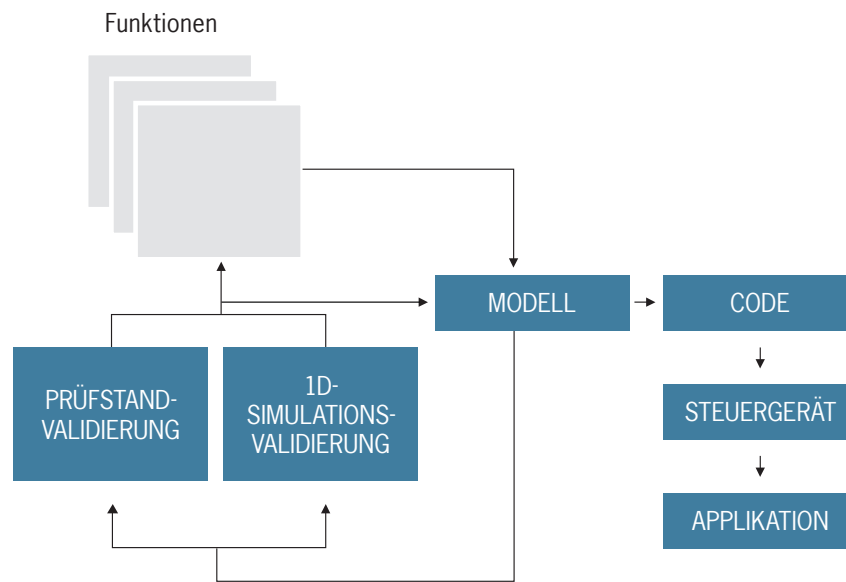 Funktionen
MODELL
CODE
PRÜFSTAND-
VALIDIERUNG
1D-
SIMULATIONS-
VALIDIERUNG
STEUERGERÄT
APPLIKATION